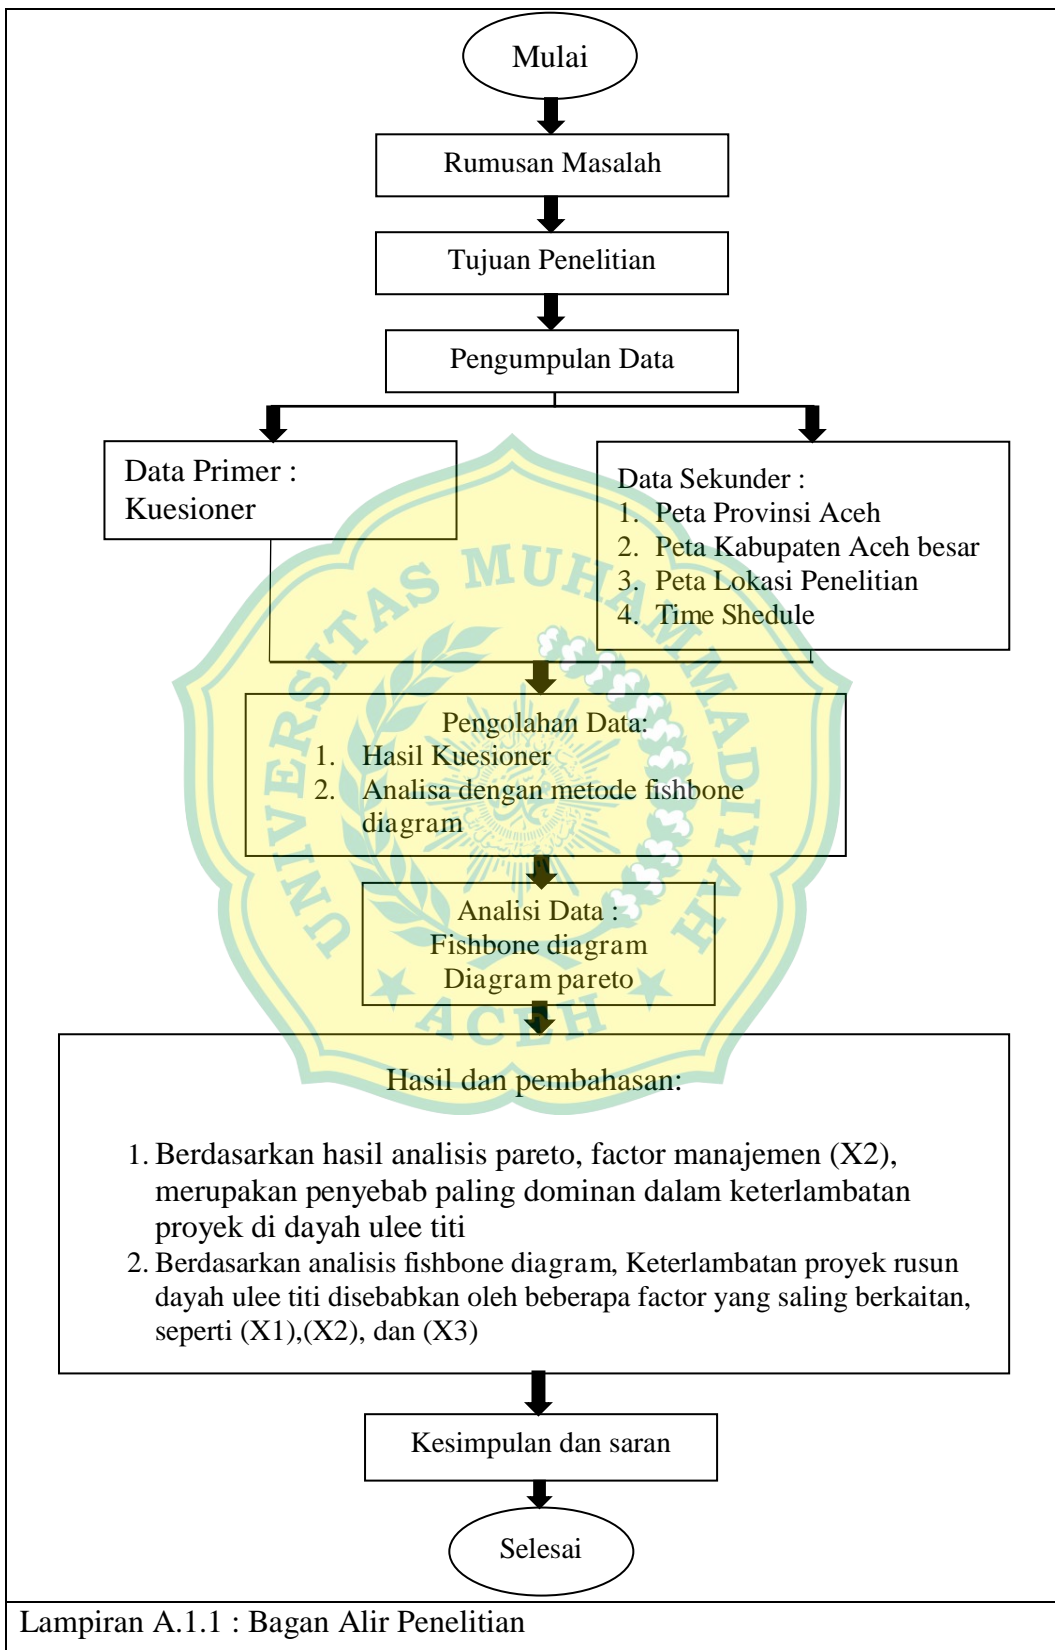 Mulai
Rumusan Masalah
Tujuan Penelitian
Pengumpulan Data
Data Primer :
Kuesioner
Data Sekunder :
1. Peta Provinsi Aceh
2. Peta Kabupaten Aceh besar
3. Peta Lokasi Penelitian
4. Time Shedule
UNIVERSITAS MUHAMMADIYAH
ACEH
Pengolahan Data:
1. Hasil Kuesioner
2. Analisa dengan metode fishbone
diagram
Analisi Data :
Fishbone diagram
Diagram pareto
Hasil dan pembahasan:
1. Berdasarkan hasil analisis pareto, factor manajemen (X2),
merupakan penyebab paling dominan dalam keterlambatan
proyek di dayah ulee titi
2. Berdasarkan analisis fishbone diagram, Keterlambatan proyek rusun
dayah ulee titi disebabkan oleh beberapa factor yang saling berkaitan,
seperti (X1),(X2), dan (X3)
Kesimpulan dan saran
Selesai
Lampiran A.1.1 : Bagan Alir Penelitian